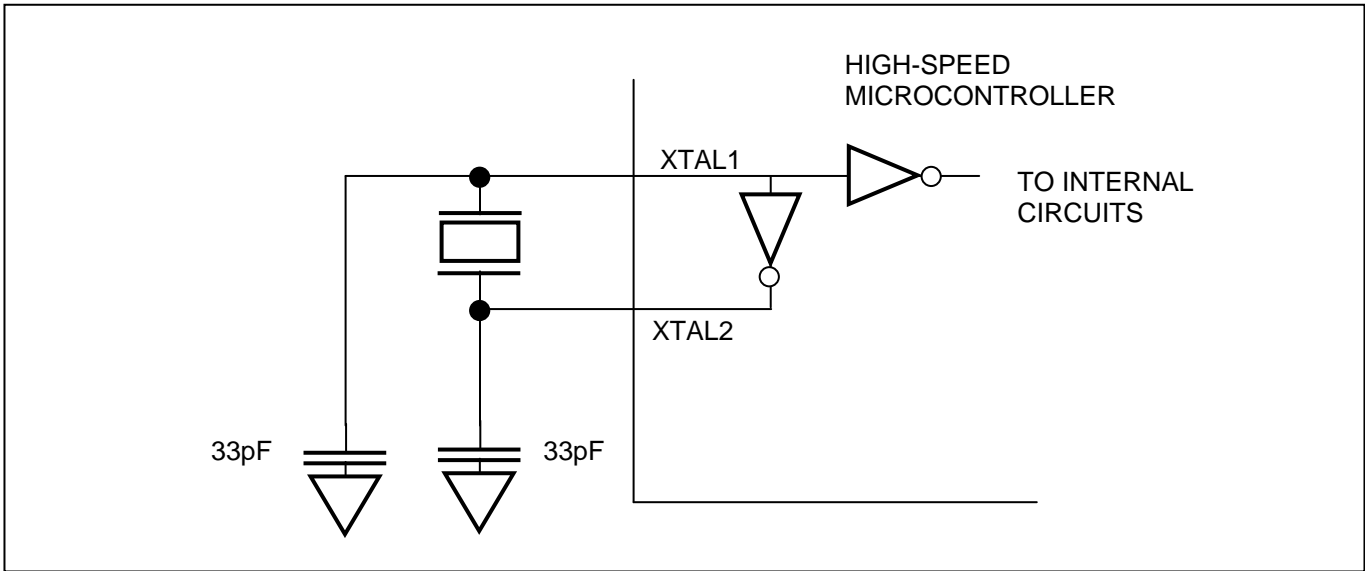 HIGH-SPEED
MICROCONTROLLER
XTAL1
TO INTERNAL
CIRCUITS
XTAL2
33pF
33pF